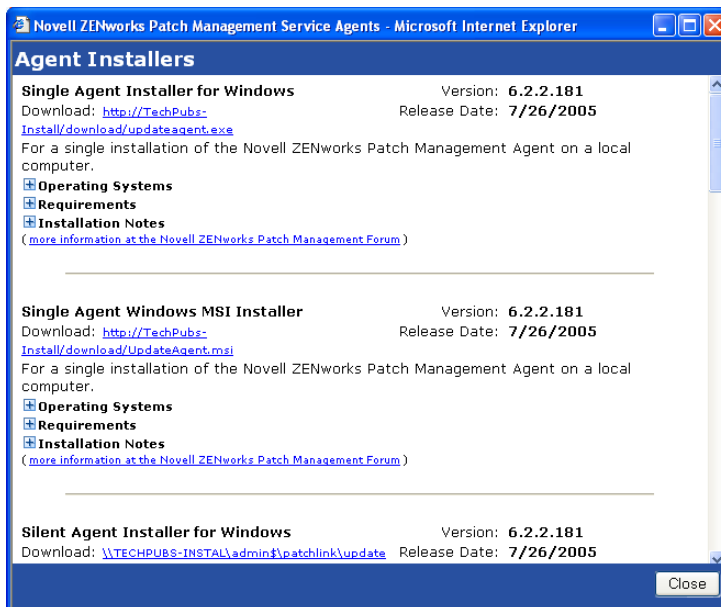 Novell ZENworks Patch Management Service Agents - Microsoft Internet Explorer
Agent Installers
Single Agent Installer for Windows Version: 6.2.2.181
Download: http://TechPubs- Release Date: 7/26/2005
Install/download/updateagent.exe
For a single installation of the Novell ZENworks Patch Management Agent on a local
computer.
Operating Systems
Requirements
Installation Notes
( more information at the Novell ZENworks Patch Management Forum )
Single Agent Windows MSI Installer Version: 6.2.2.181
Download: http://TechPubs- Release Date: 7/26/2005
Install/download/UpdateAgent.msi
For a single installation of the Novell ZENworks Patch Management Agent on a local
computer.
Operating Systems
Requirements
Installation Notes
( more information at the Novell ZENworks Patch Management Forum )
Silent Agent Installer for Windows Version: 6.2.2.181
Download: \\TECHPUBS-INSTAL\admin$\patchlink\update Release Date: 7/26/2005
Close